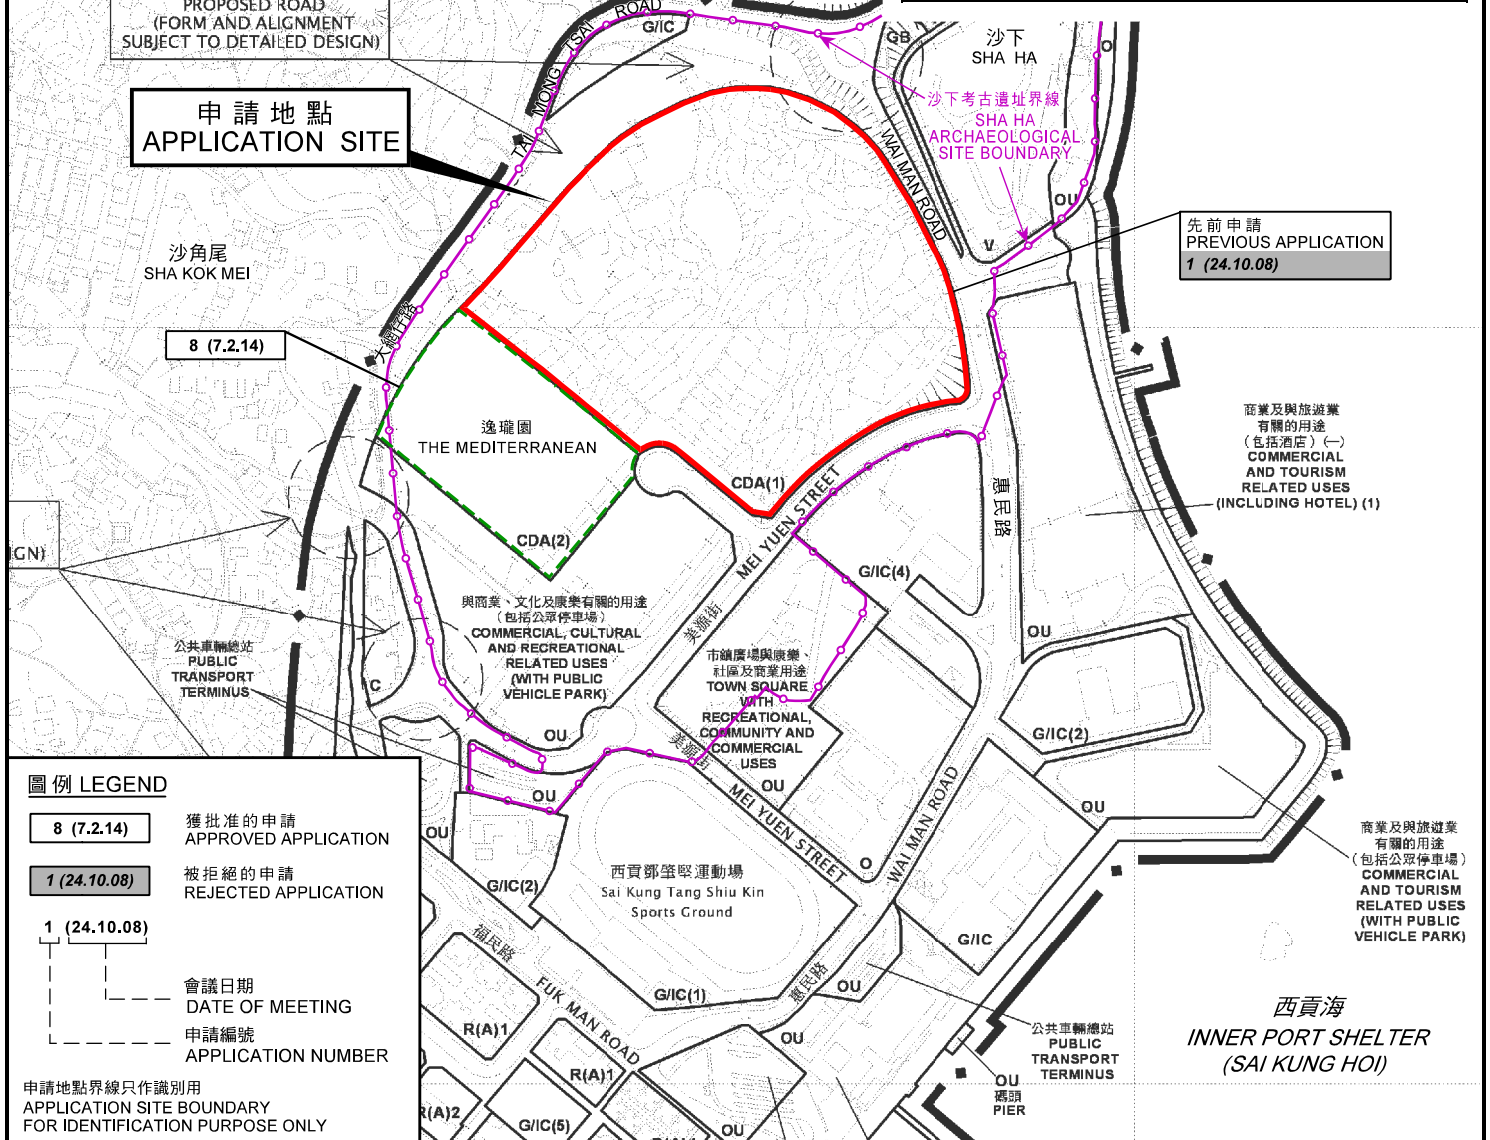 PROPOSED ROAD
(FORM AND ALIGNMENT
SUBJECT TO DETAILED DESIGN)
申請地點
APPLICATION SITE
TAI MONG TSAI ROAD
G/IC
GB
沙下
SHA HA
O
沙下考古遺址界線
SHA HA
ARCHAEOLOGICAL
SITE BOUNDARY
WAI MAN ROAD
OU
V
先前申請
PREVIOUS APPLICATION
1 (24.10.08)
沙角尾
SHA KOK MEI
大網仔路
8 (7.2.14)
逸瓏園
THE MEDITERRANEAN
CDA(1)
CDA(2)
MEI YUEN STREET
美源街
惠民路
商業及與旅遊業
有關的用途
(包括酒店) (一)
COMMERCIAL
AND TOURISM
RELATED USES
(INCLUDING HOTEL) (1)
IGN)
G/IC(4)
與商業、文化及康樂有關的用途
(包括公眾停車場)
COMMERCIAL, CULTURAL
AND RECREATIONAL
RELATED USES
(WITH PUBLIC
VEHICLE PARK)
OU
公共車輛總站
PUBLIC
TRANSPORT
TERMINUS
C
市鎮廣場與康樂、
社區及商業用途
TOWN SQUARE
WITH
RECREATIONAL,
COMMUNITY AND
COMMERCIAL
USES
OU
OU
G/IC(2)
OU
美源街
MEI YUEN STREET
WAI MAN ROAD
O
OU
OU
G/IC(2)
西貢鄧肇堅運動場
Sai Kung Tang Shiu Kin
Sports Ground
G/IC(1)
G/IC
商業及與旅遊業
有關的用途
(包括公眾停車場)
COMMERCIAL
AND TOURISM
RELATED USES
(WITH PUBLIC
VEHICLE PARK)
福民路
FUK MAN ROAD
惠民路
OU
OU
R(A)1
R(A)1
R(A)2
G/IC(5)
R(A)1
OU
公共車輛總站
PUBLIC
TRANSPORT
TERMINUS
OU
碼頭
PIER
西貢海
INNER PORT SHELTER
(SAI KUNG HOI)
圖例 LEGEND
8 (7.2.14)
獲批准的申請
APPROVED APPLICATION
1 (24.10.08)
被拒絕的申請
REJECTED APPLICATION
1 (24.10.08)
會議日期
DATE OF MEETING
申請編號
APPLICATION NUMBER
申請地點界線只作識別用
APPLICATION SITE BOUNDARY
FOR IDENTIFICATION PURPOSE ONLY